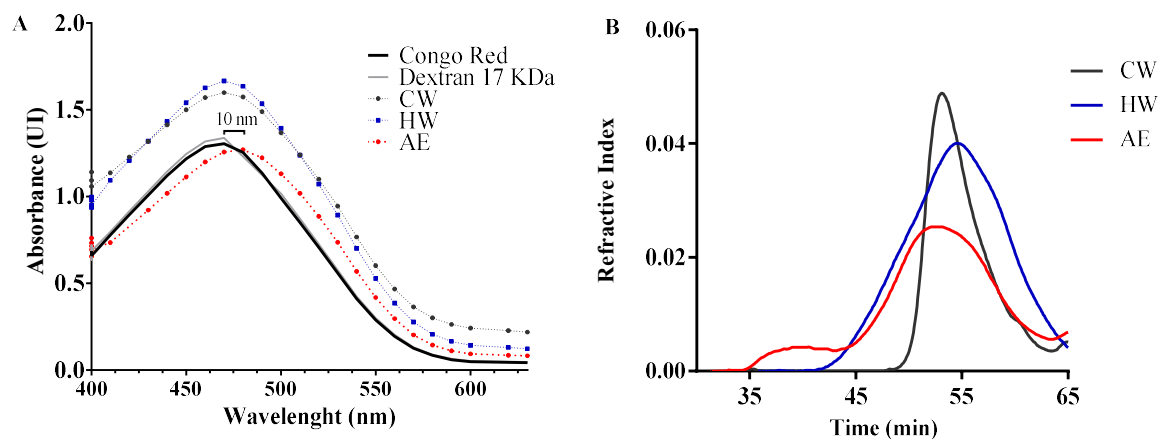 A
B
2.0
1.5
1.0
0.5
0.0
Absorbance (UI)
Congo Red
Dextran 17 KDa
CW
HW
AE
10 nm
400
450
500
550
600
Wavelenght (nm)
0.06
0.04
0.02
0.00
Refractive Index
CW
HW
AE
35
45
55
65
Time (min)